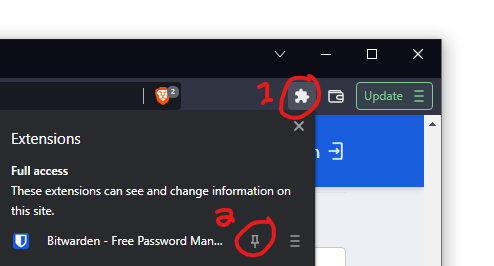 2
1
Update
Extensions
n
Full access
These extensions can see and change information on
this site.
a
Bitwarden - Free Password Man...